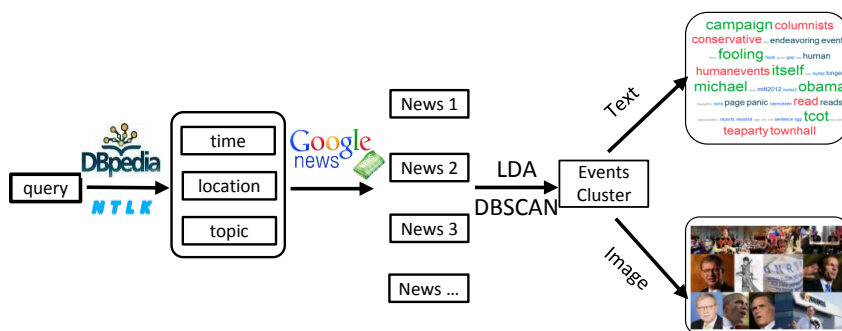 query
DBpedia
NTLK
time
location
topic
Google
news
News 1
News 2
News 3
News ...
LDA
DBSCAN
Events
Cluster
Text
Image
campaign columnists
conservative endeavoring event
fooling human
humanevents itself longer
michael mitt2012 obama
page panic read reads
tcot
teaparty townhall